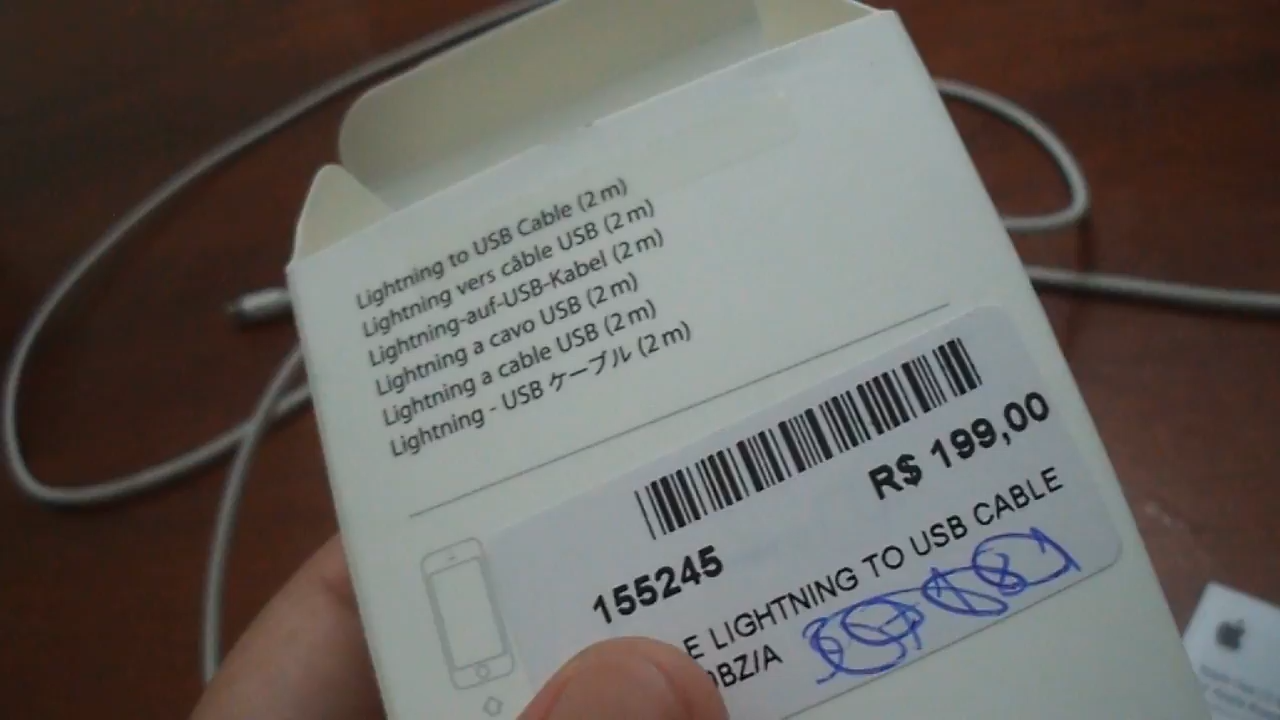 Lightning to USB Cable (2 m)
Lightning vers câble USB (2 m)
Lightning-auf-USB-Kabel (2 m)
Lightning a cavo USB (2 m)
Lightning a cable USB (2 m)
Lightning - USB ケーブル (2 m)
R$ 199,00
155245
E LIGHTNING TO USB CABLE
BZ/A